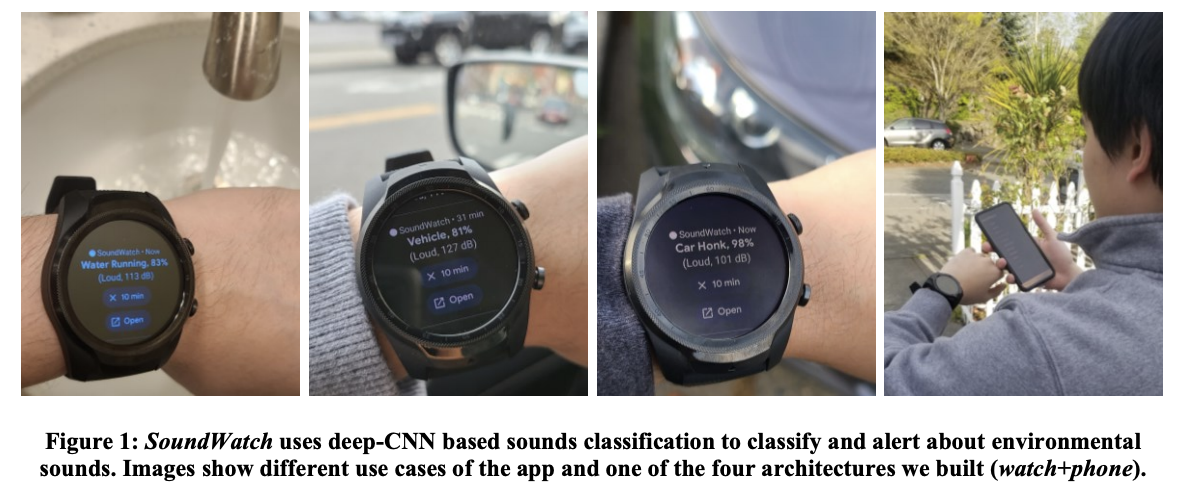 SoundWatch • Now
Water Running, 83%
(Loud, 113 dB)
10 min
Open
SoundWatch • 31 min
Vehicle, 81%
(Loud, 127 dB)
10 min
Open
SoundWatch • Now
Car Honk, 98%
(Loud, 101 dB)
10 min
Open
Figure 1: SoundWatch uses deep-CNN based sounds classification to classify and alert about environmental
sounds. Images show different use cases of the app and one of the four architectures we built (watch+phone).